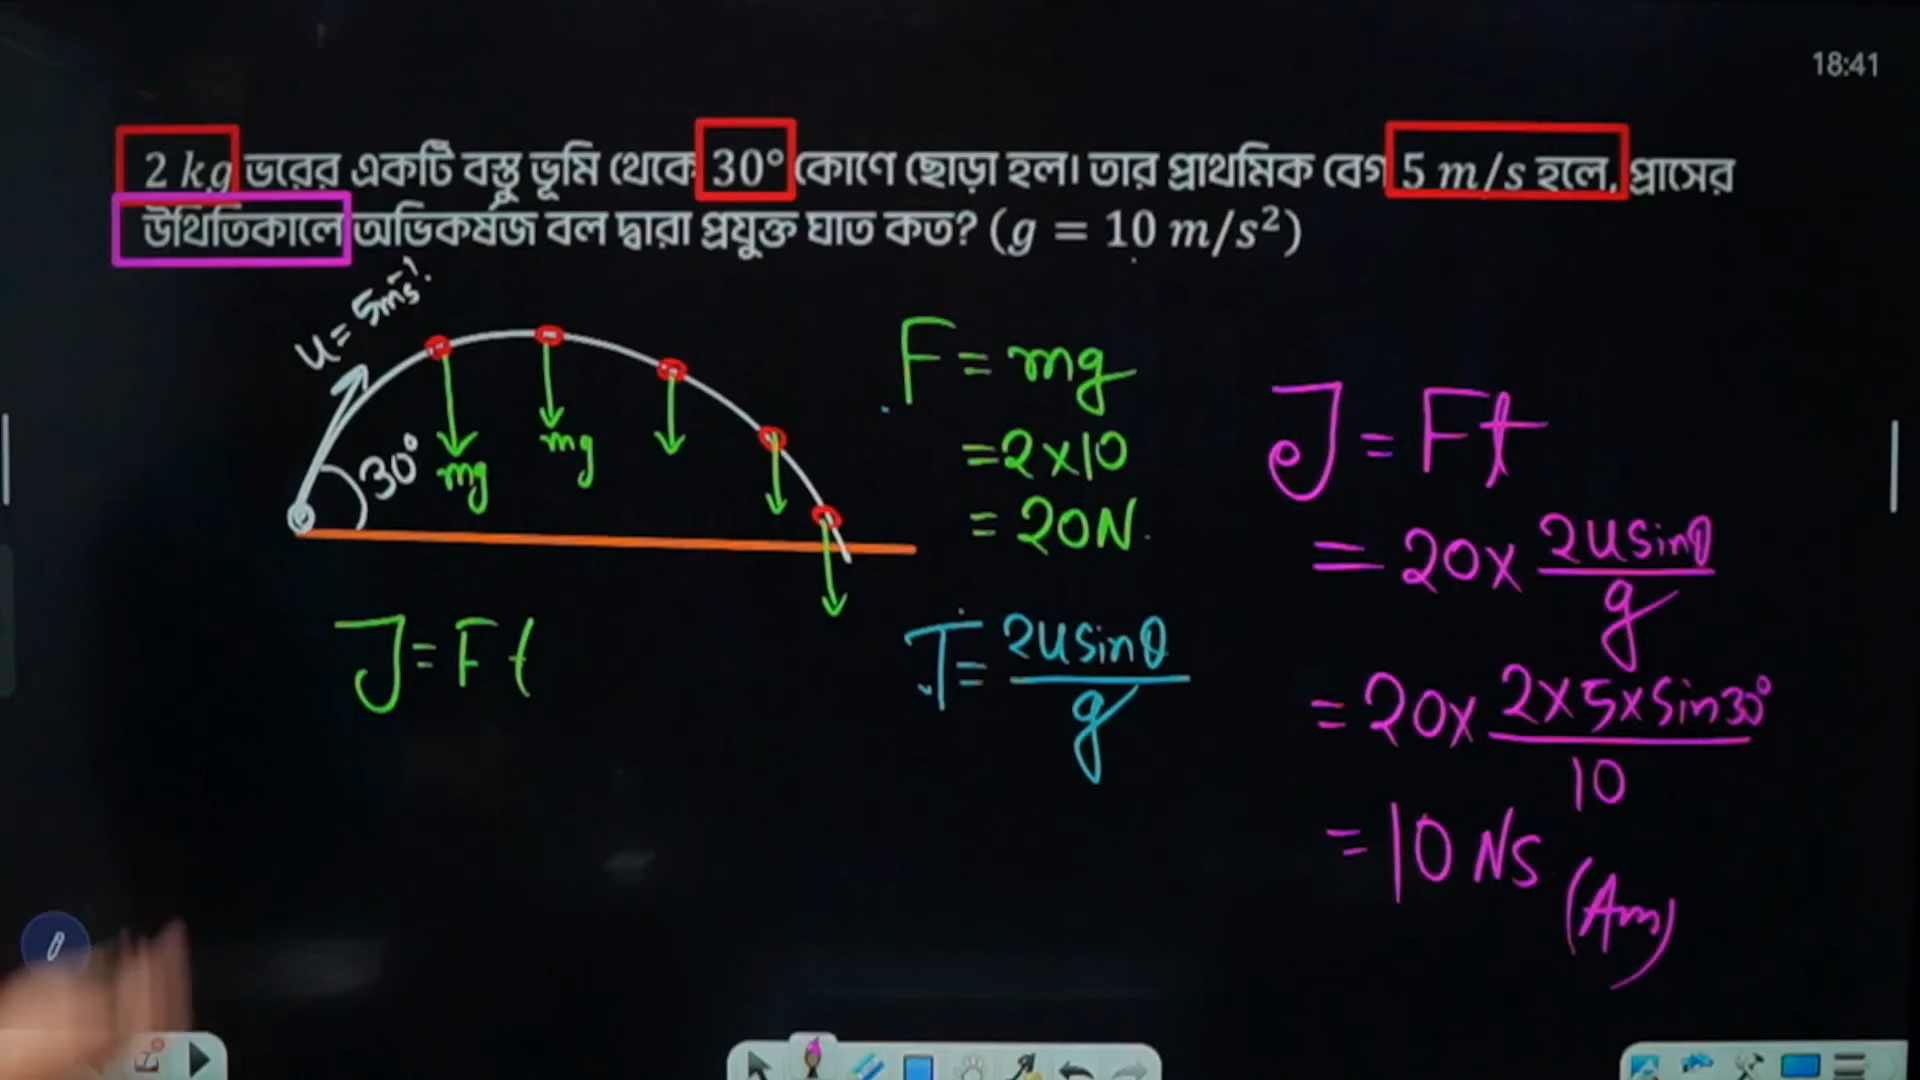 18:41
2 kg ভরের একটি বস্তু ভূমি থেকে 30° কোণে ছোড়া হল। তার প্রাথমিক বেগ 5 m/s হলে, প্রাসের
উত্থিতিকালে অভিকর্ষজ বল দ্বারা প্রযুক্ত ঘাত কত? (g = 10 m/s²)
u = 5ms⁻¹
30°
mg
mg
J = Ft
F = mg
= 2×10
= 20N
T = 2usinθ/g
J = Ft
= 20 × 2usinθ/g
= 20 × 2×5×sin30°/10
= 10 Ns (Ans)